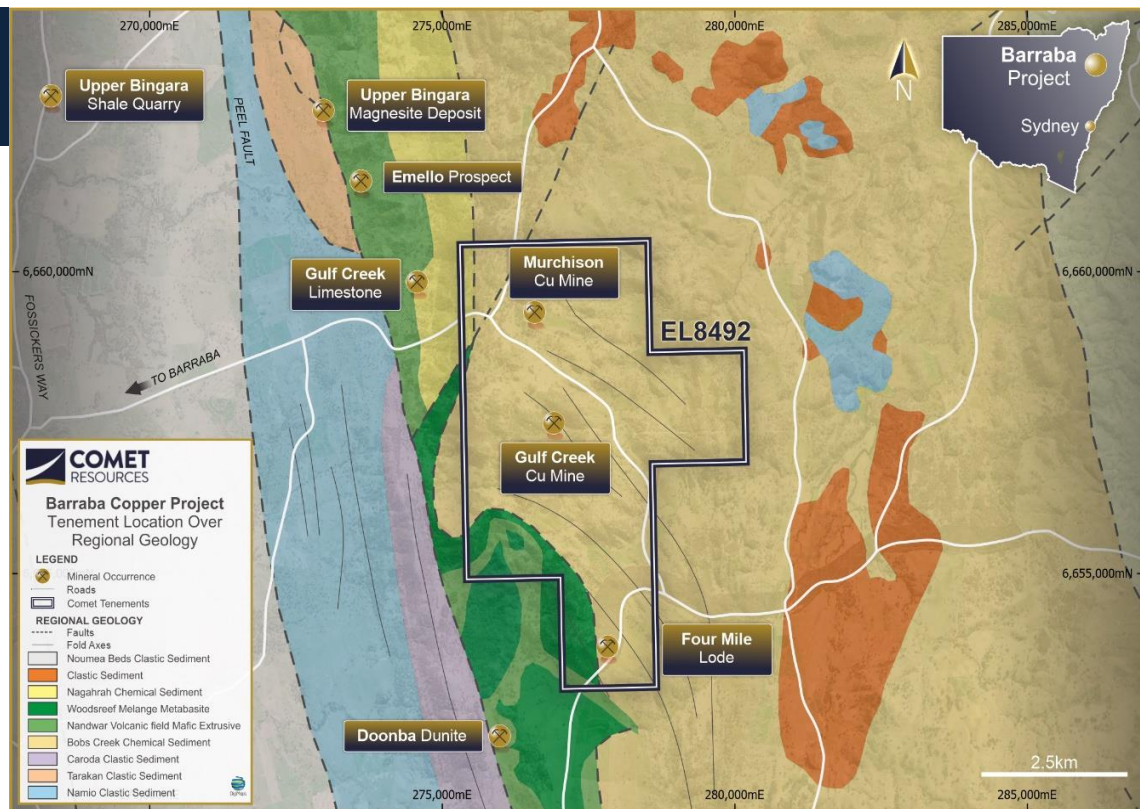 270,000mE
275,000mE
280,000mE
285,000mE
Upper Bingara
Shale Quarry
PEEL FAULT
Upper Bingara
Magnesite Deposit
N
Barraba
Project
Sydney
Emello Prospect
6,660,000mN
Gulf Creek
Limestone
Murchison
Cu Mine
6,660,000mN
FOSSICKERS WAY
EL8492
TO BARRABA
Gulf Creek
Cu Mine
COMET
RESOURCES
Barraba Copper Project
Tenement Location Over
Regional Geology
LEGEND
Mineral Occurrence
Roads
Comet Tenements
REGIONAL GEOLOGY
Faults
Fold Axes
Noumea Beds Clastic Sediment
Clastic Sediment
Nagahrah Chemical Sediment
Woodsreef Melange Metabasite
Nandwar Volcanic field Mafic Extrusive
Bobs Creek Chemical Sediment
Caroda Clastic Sediment
Tarakan Clastic Sediment
Namio Clastic Sediment
6,655,000mN
Four Mile
Lode
Doonba Dunite
2.5km
275,000mE
280,000mE
285,000mE